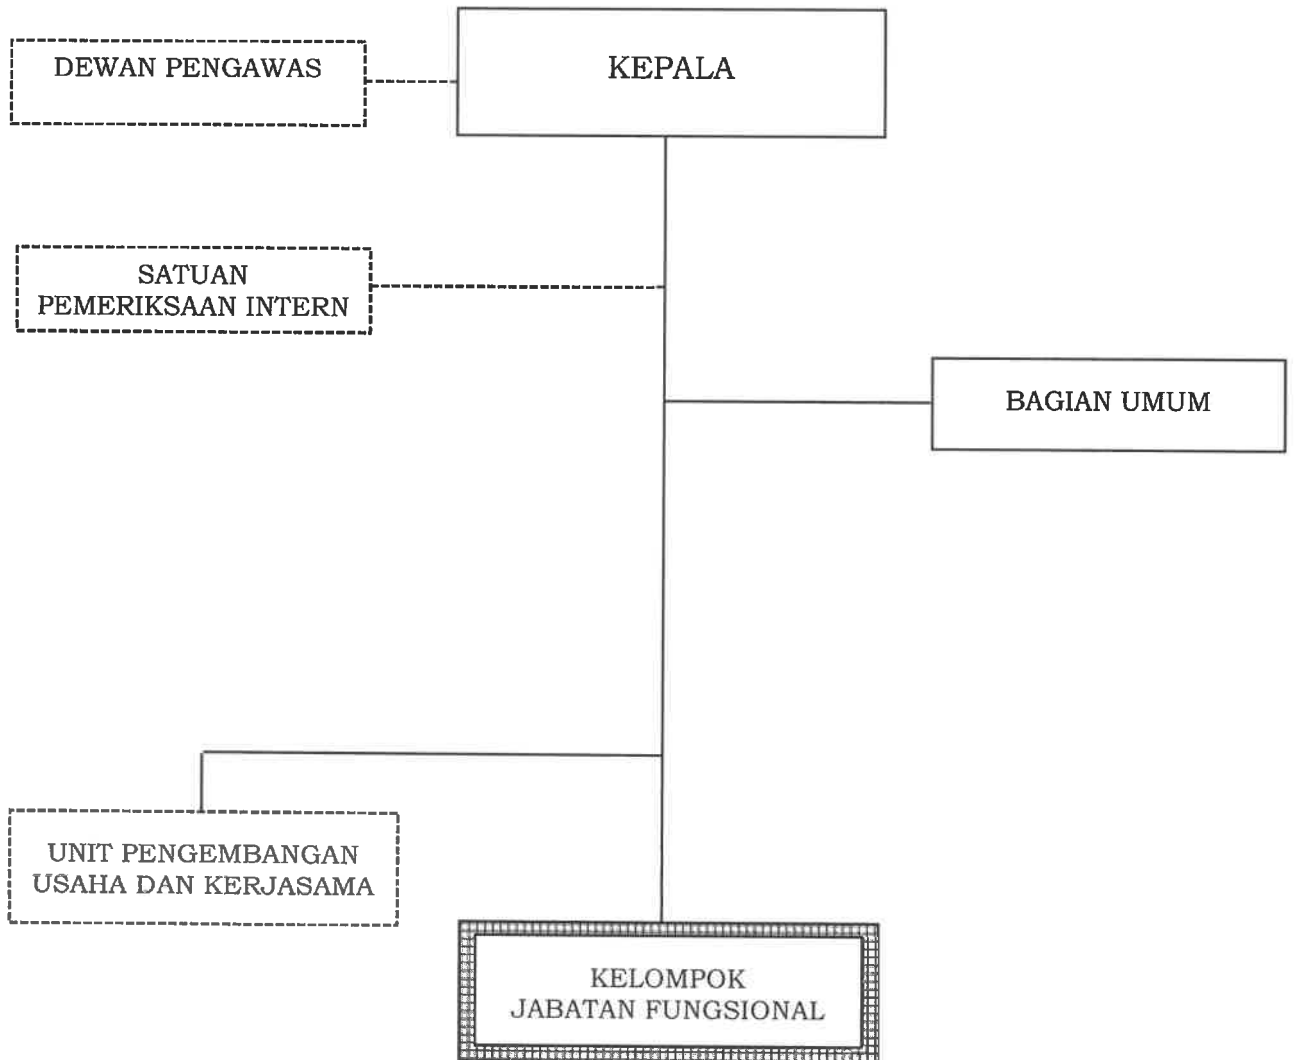 DEWAN PENGAWAS
KEPALA
SATUAN
PEMERIKSAAN INTERN
BAGIAN UMUM
UNIT PENGEMBANGAN
USAHA DAN KERJASAMA
KELOMPOK
JABATAN FUNGSIONAL